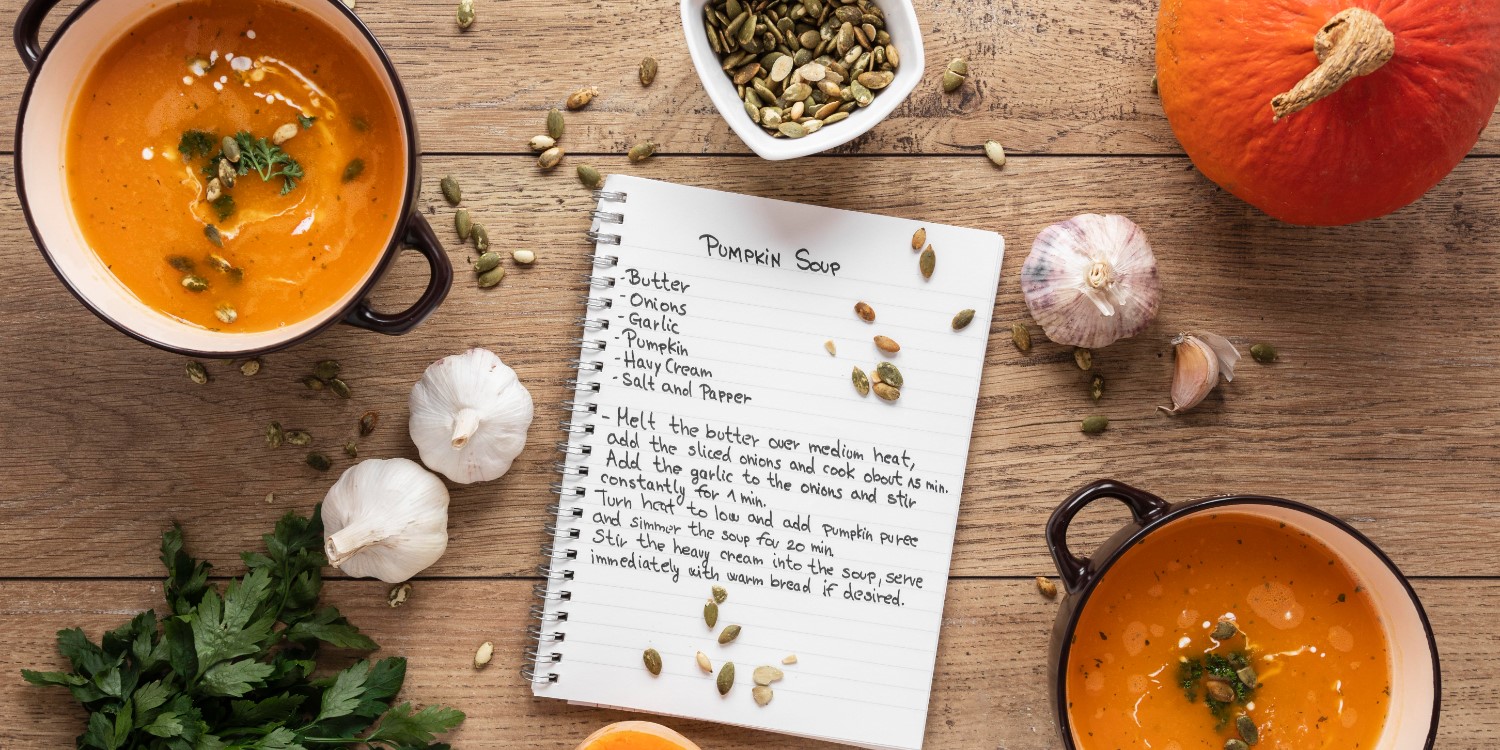 Pumpkin Soup
-Butter
-Onions
-Garlic
-Pumpkin
-Havy Cream
-Salt and Papper
- Melt the butter over medium heat,
add the sliced onions and cook obout 15 min.
Add the garlic to the onions and stir
constantly for 1 min.
Turn heat to low and add pumpkin puree
and simmer the soup for 20 min.
Stir the heavy cream into the soup, serve
immediately with warm bread if desired.